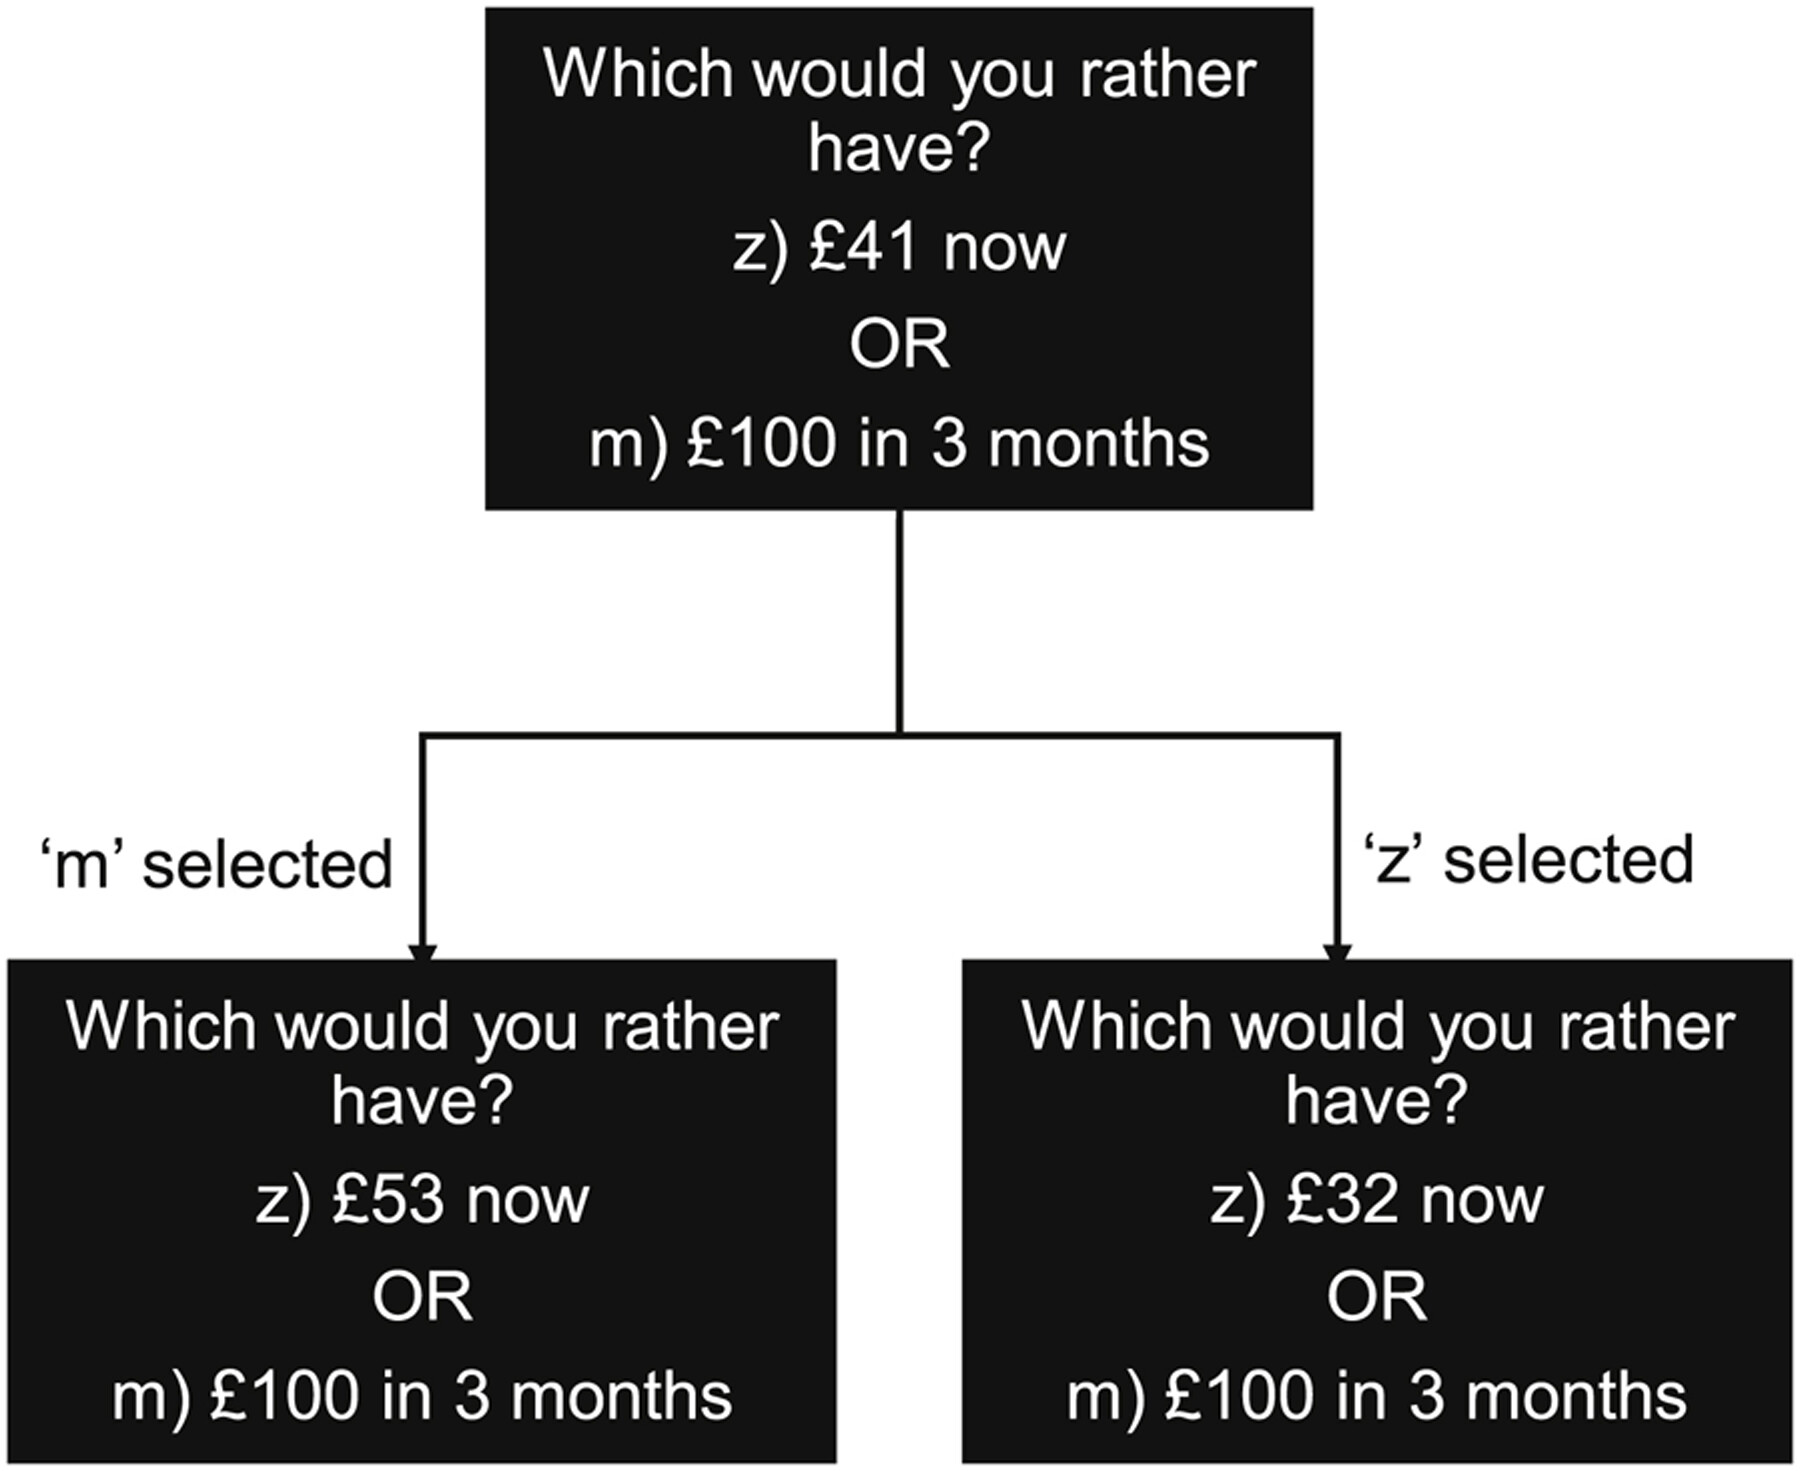 Which would you rather
have?
z) £41 now
OR
m) £100 in 3 months
‘m’ selected
‘z’ selected
Which would you rather
have?
z) £53 now
OR
m) £100 in 3 months
Which would you rather
have?
z) £32 now
OR
m) £100 in 3 months